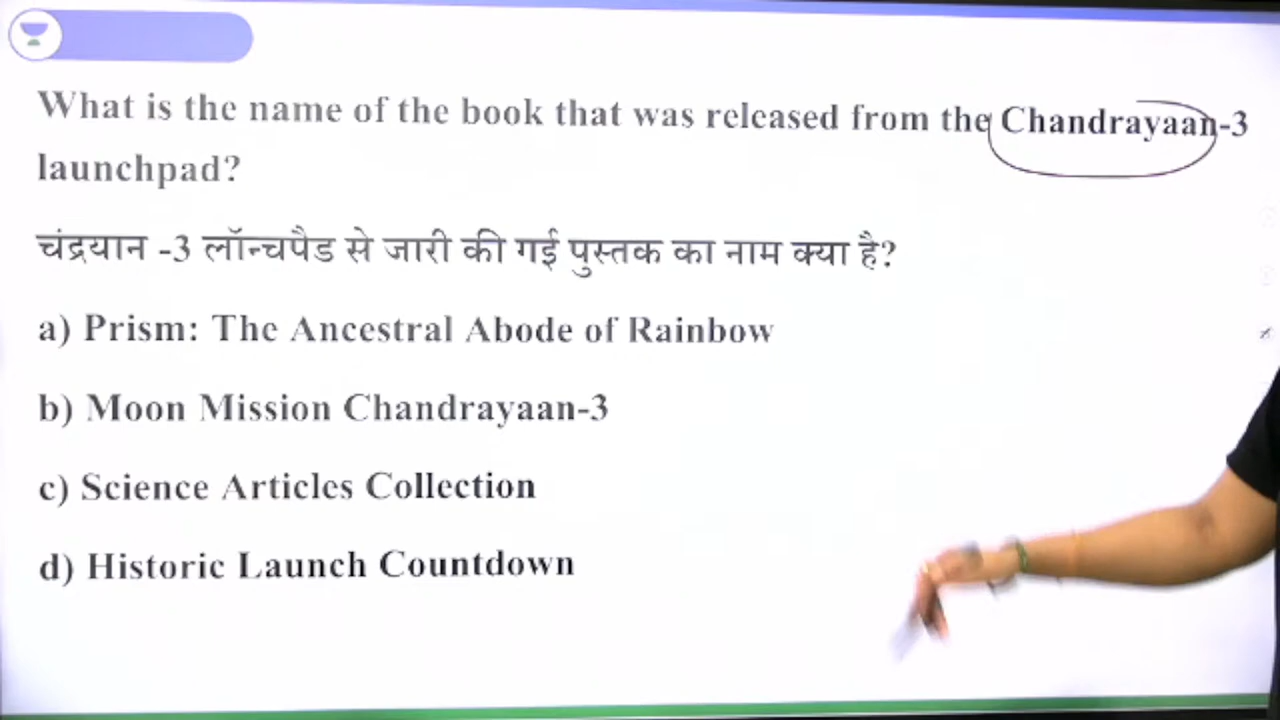 What is the name of the book that was released from the Chandrayaan-3
launchpad?
चंद्रयान -3 लॉन्चपैड से जारी की गई पुस्तक का नाम क्या है?
a) Prism: The Ancestral Abode of Rainbow
b) Moon Mission Chandrayaan-3
c) Science Articles Collection
d) Historic Launch Countdown